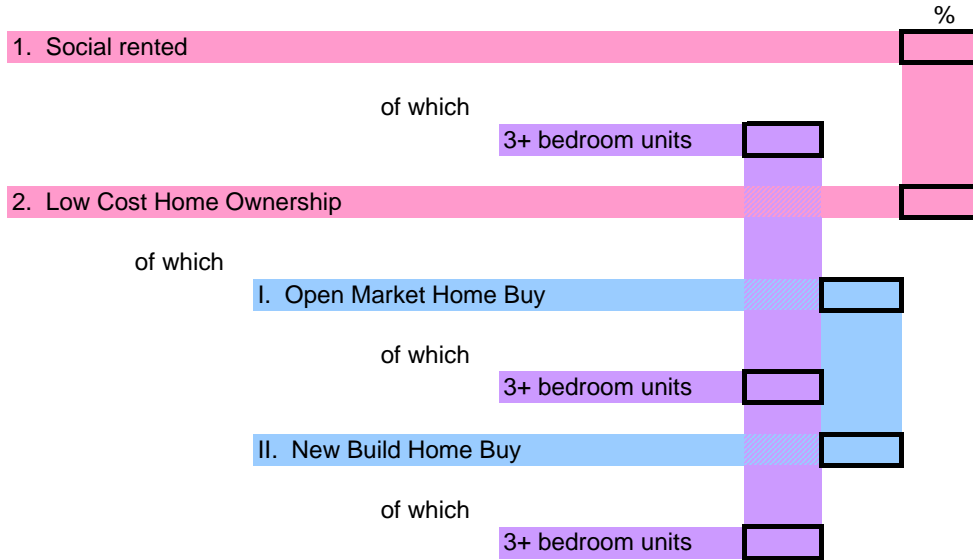 %
1. Social rented
of which
3+ bedroom units
2. Low Cost Home Ownership
of which
I. Open Market Home Buy
of which
3+ bedroom units
II. New Build Home Buy
of which
3+ bedroom units